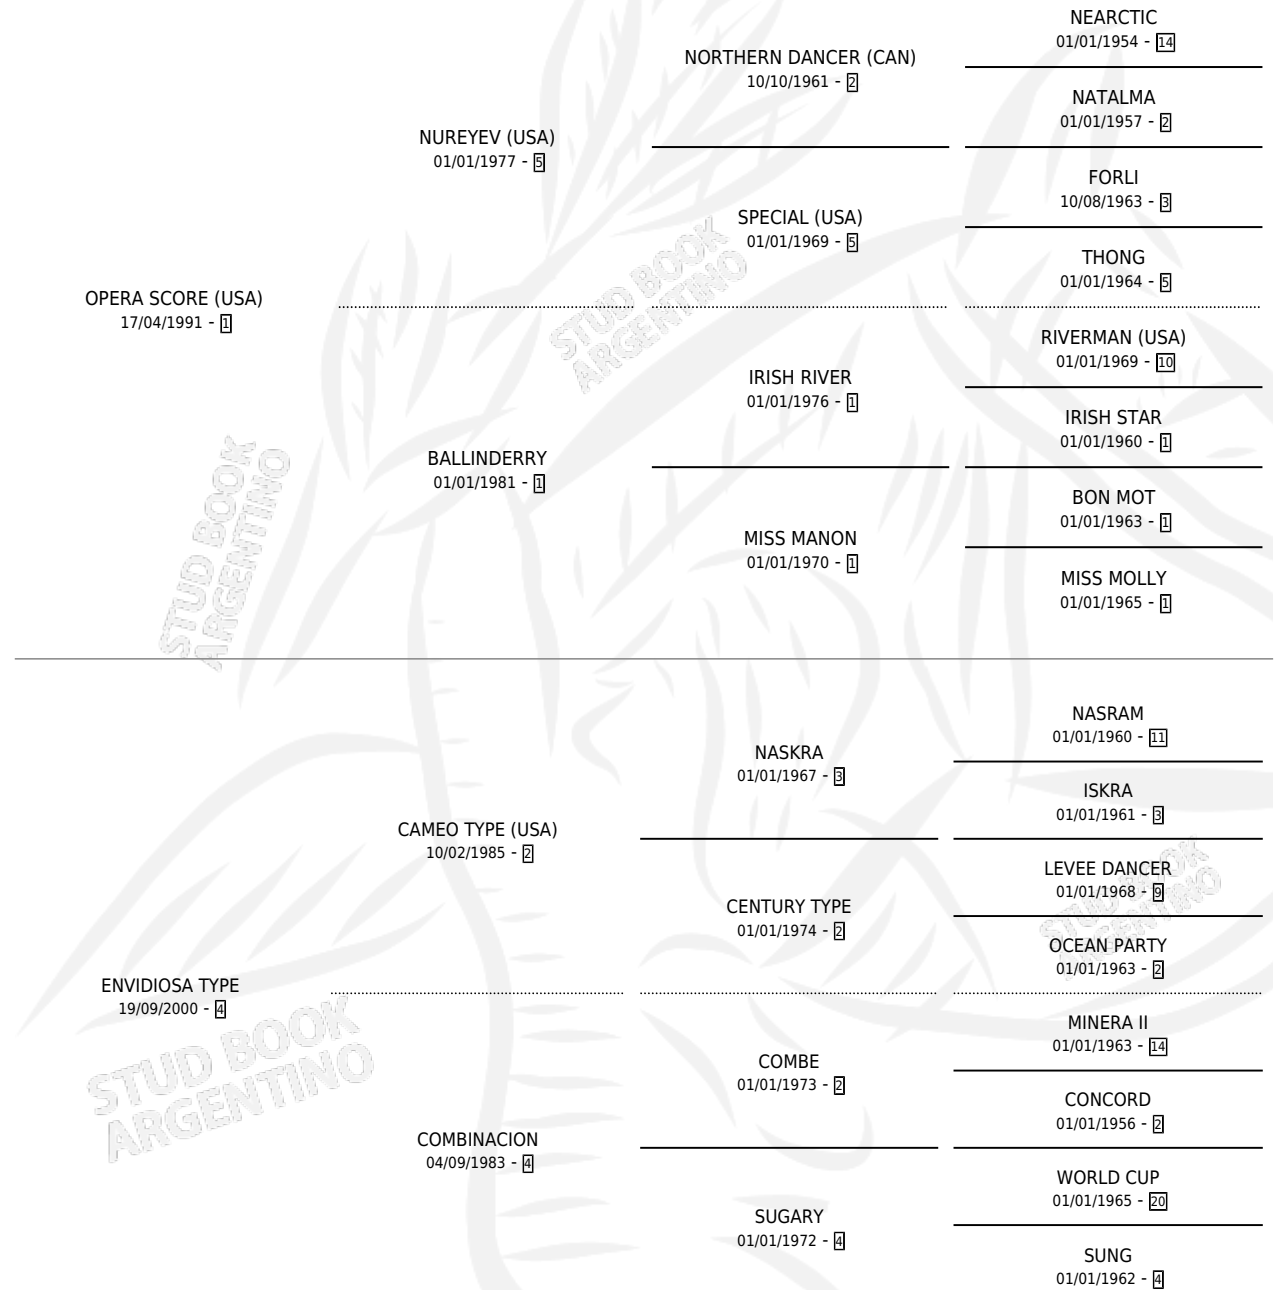 NEARCTIC
01/01/1954 - 14
NORTHERN DANCER (CAN)
10/10/1961 - 2
NATALMA
01/01/1957 - 2
NUREYEV (USA)
01/01/1977 - 5
FORLI
10/08/1963 - 3
SPECIAL (USA)
01/01/1969 - 5
THONG
01/01/1964 - 5
OPERA SCORE (USA)
17/04/1991 - 1
RIVERMAN (USA)
01/01/1969 - 10
IRISH RIVER
01/01/1976 - 1
IRISH STAR
01/01/1960 - 1
BALLINDERRY
01/01/1981 - 1
BON MOT
01/01/1963 - 1
MISS MANON
01/01/1970 - 1
MISS MOLLY
01/01/1965 - 1
STUD BOOK
ARGENTINO
STUD BOOK
ARGENTINO
NASRAM
01/01/1960 - 11
NASKRA
01/01/1967 - 3
ISKRA
01/01/1961 - 3
CAMEO TYPE (USA)
10/02/1985 - 2
LEVEE DANCER
01/01/1968 - 9
CENTURY TYPE
01/01/1974 - 2
OCEAN PARTY
01/01/1963 - 2
ENVIDIOSA TYPE
19/09/2000 - 4
MINERA II
01/01/1963 - 14
COMBE
01/01/1973 - 2
CONCORD
01/01/1956 - 2
COMBINACION
04/09/1983 - 4
WORLD CUP
01/01/1965 - 20
SUGARY
01/01/1972 - 4
SUNG
01/01/1962 - 4
STUD BOOK
ARGENTINO
STUD BOOK
ARGENTINO